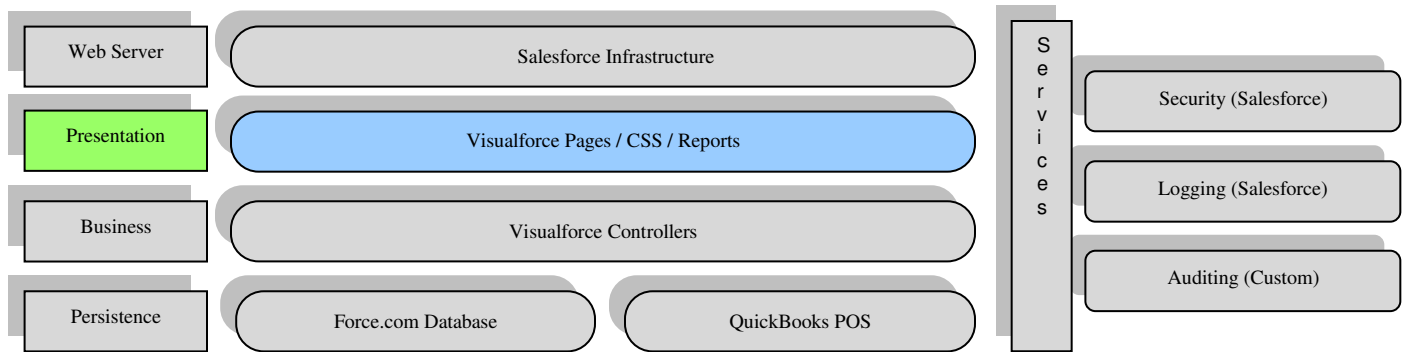 Web Server
Salesforce Infrastructure
Presentation
Visualforce Pages / CSS / Reports
Business
Visualforce Controllers
Persistence
Force.com Database
QuickBooks POS
Services
Security (Salesforce)
Logging (Salesforce)
Auditing (Custom)